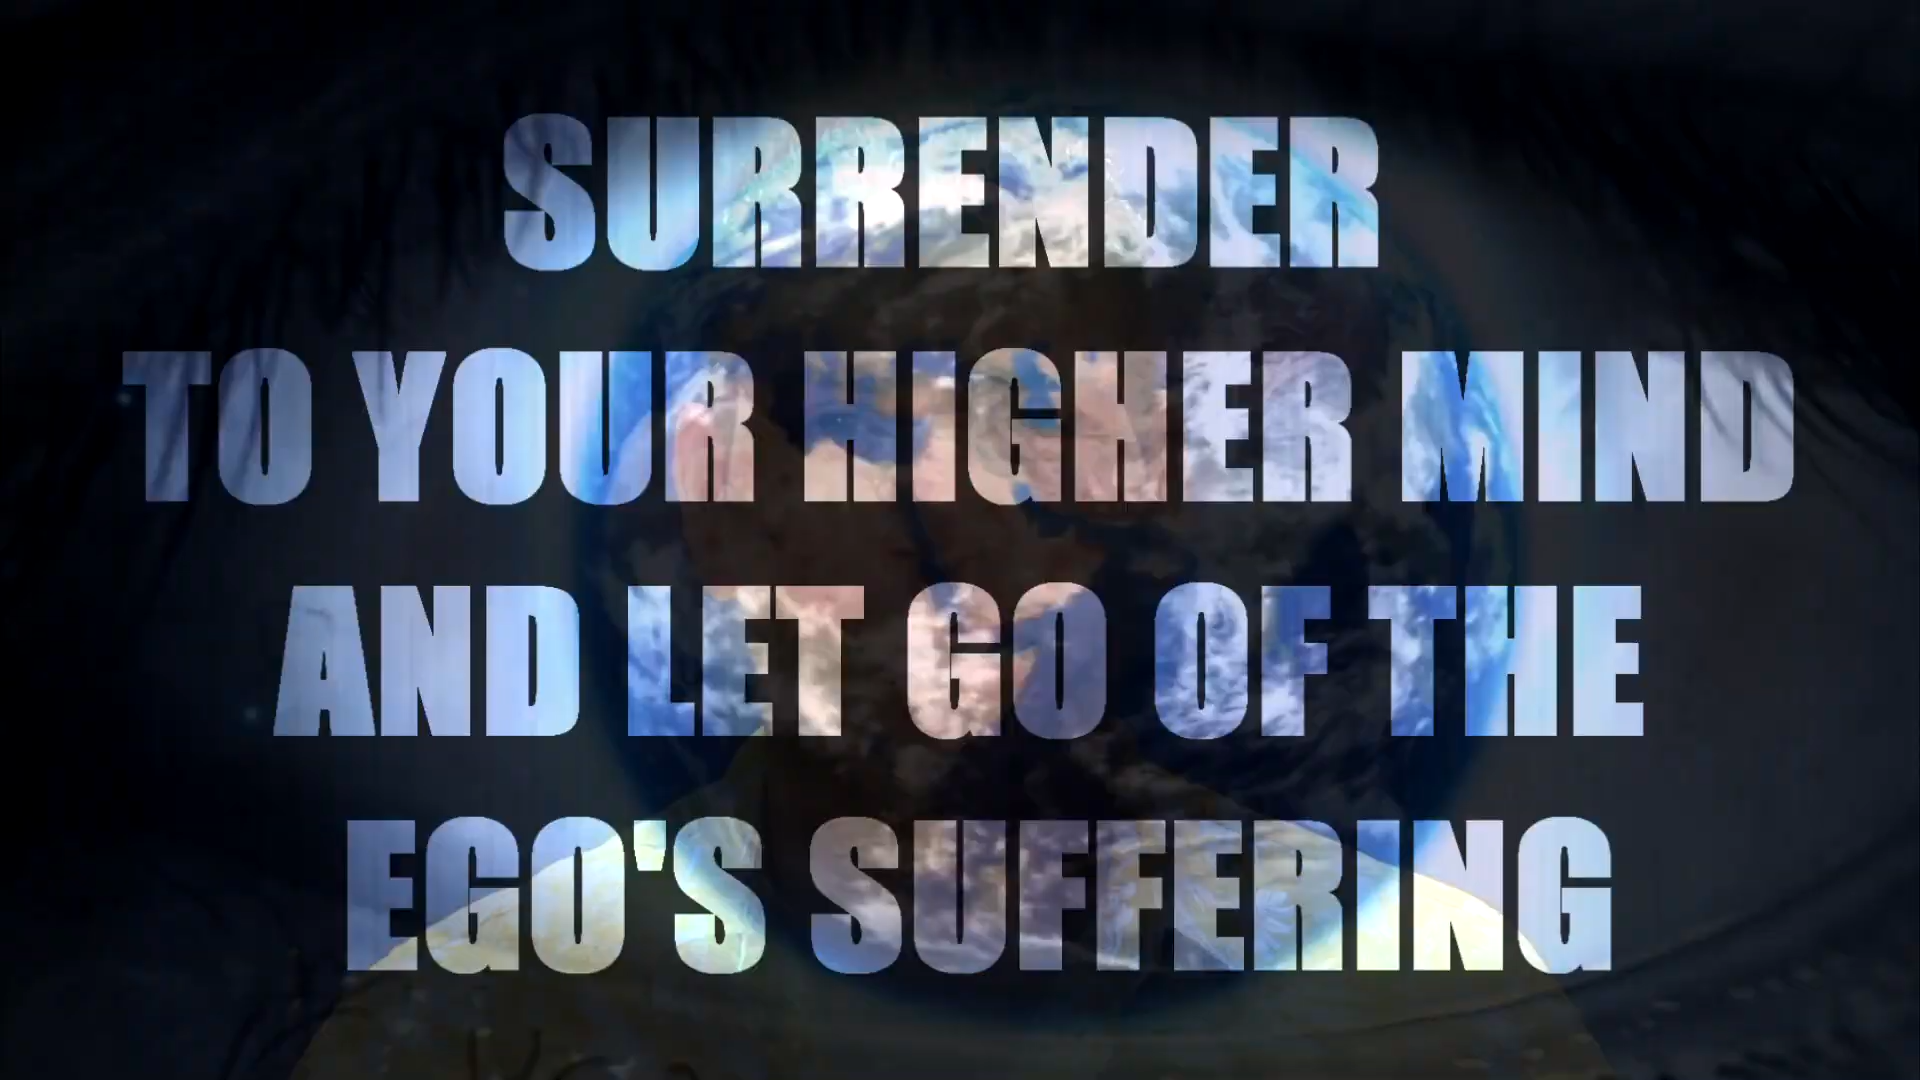 SURRENDER
TO YOUR HIGHER MIND
AND LET GO OF THE
EGO'S SUFFERING